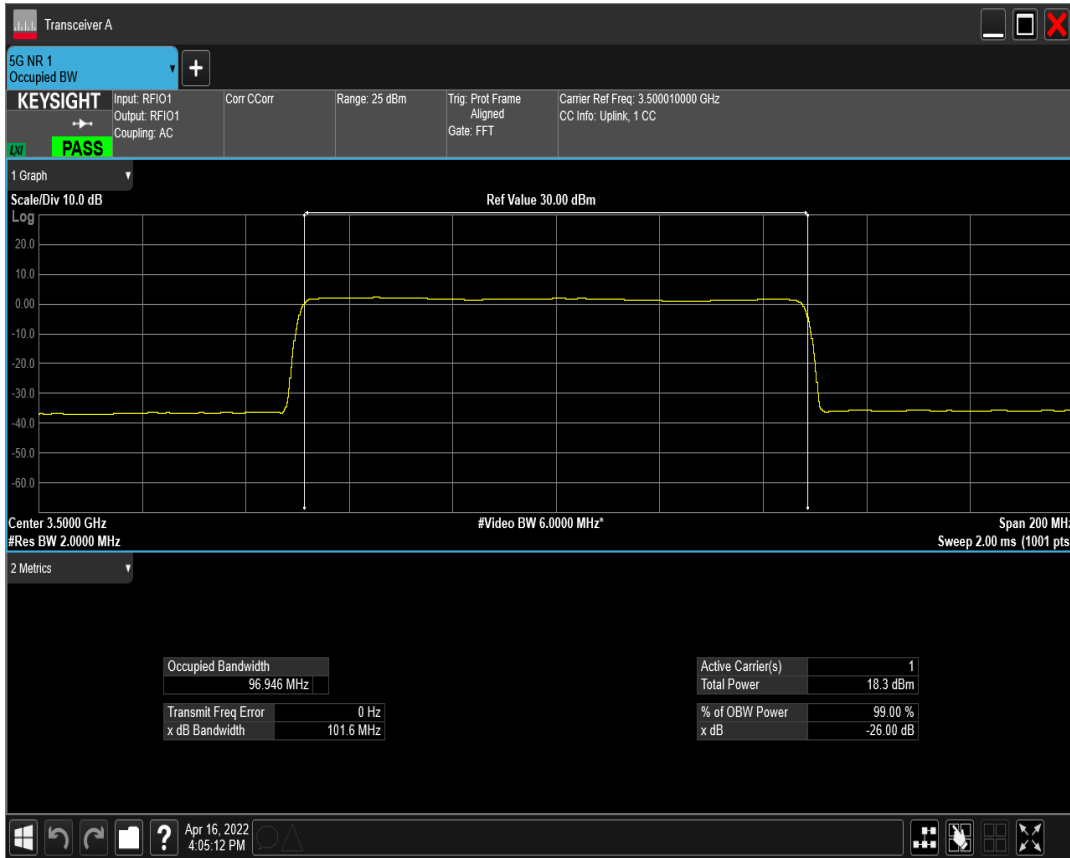 Transceiver A
5G NR 1
Occupied BW
+
KEYSIGHT
LXI
PASS
Input: RFIO1
Output: RFIO1
Coupling: AC
Corr CCorr
Range: 25 dBm
Trig: Prot Frame
Aligned
Gate: FFT
Carrier Ref Freq: 3.500010000 GHz
CC Info: Uplink, 1 CC
1 Graph
Scale/Div 10.0 dB
Ref Value 30.00 dBm
Log
20.0
10.0
0.00
-10.0
-20.0
-30.0
-40.0
-50.0
-60.0
Center 3.5000 GHz
#Video BW 6.0000 MHz*
Span 200 MHz
#Res BW 2.0000 MHz
Sweep 2.00 ms (1001 pts
2 Metrics
Occupied Bandwidth
96.946 MHz
Transmit Freq Error 0 Hz
x dB Bandwidth 101.6 MHz
Active Carrier(s) 1
Total Power 18.3 dBm
% of OBW Power 99.00 %
x dB -26.00 dB
?
Apr 16, 2022
4:05:12 PM